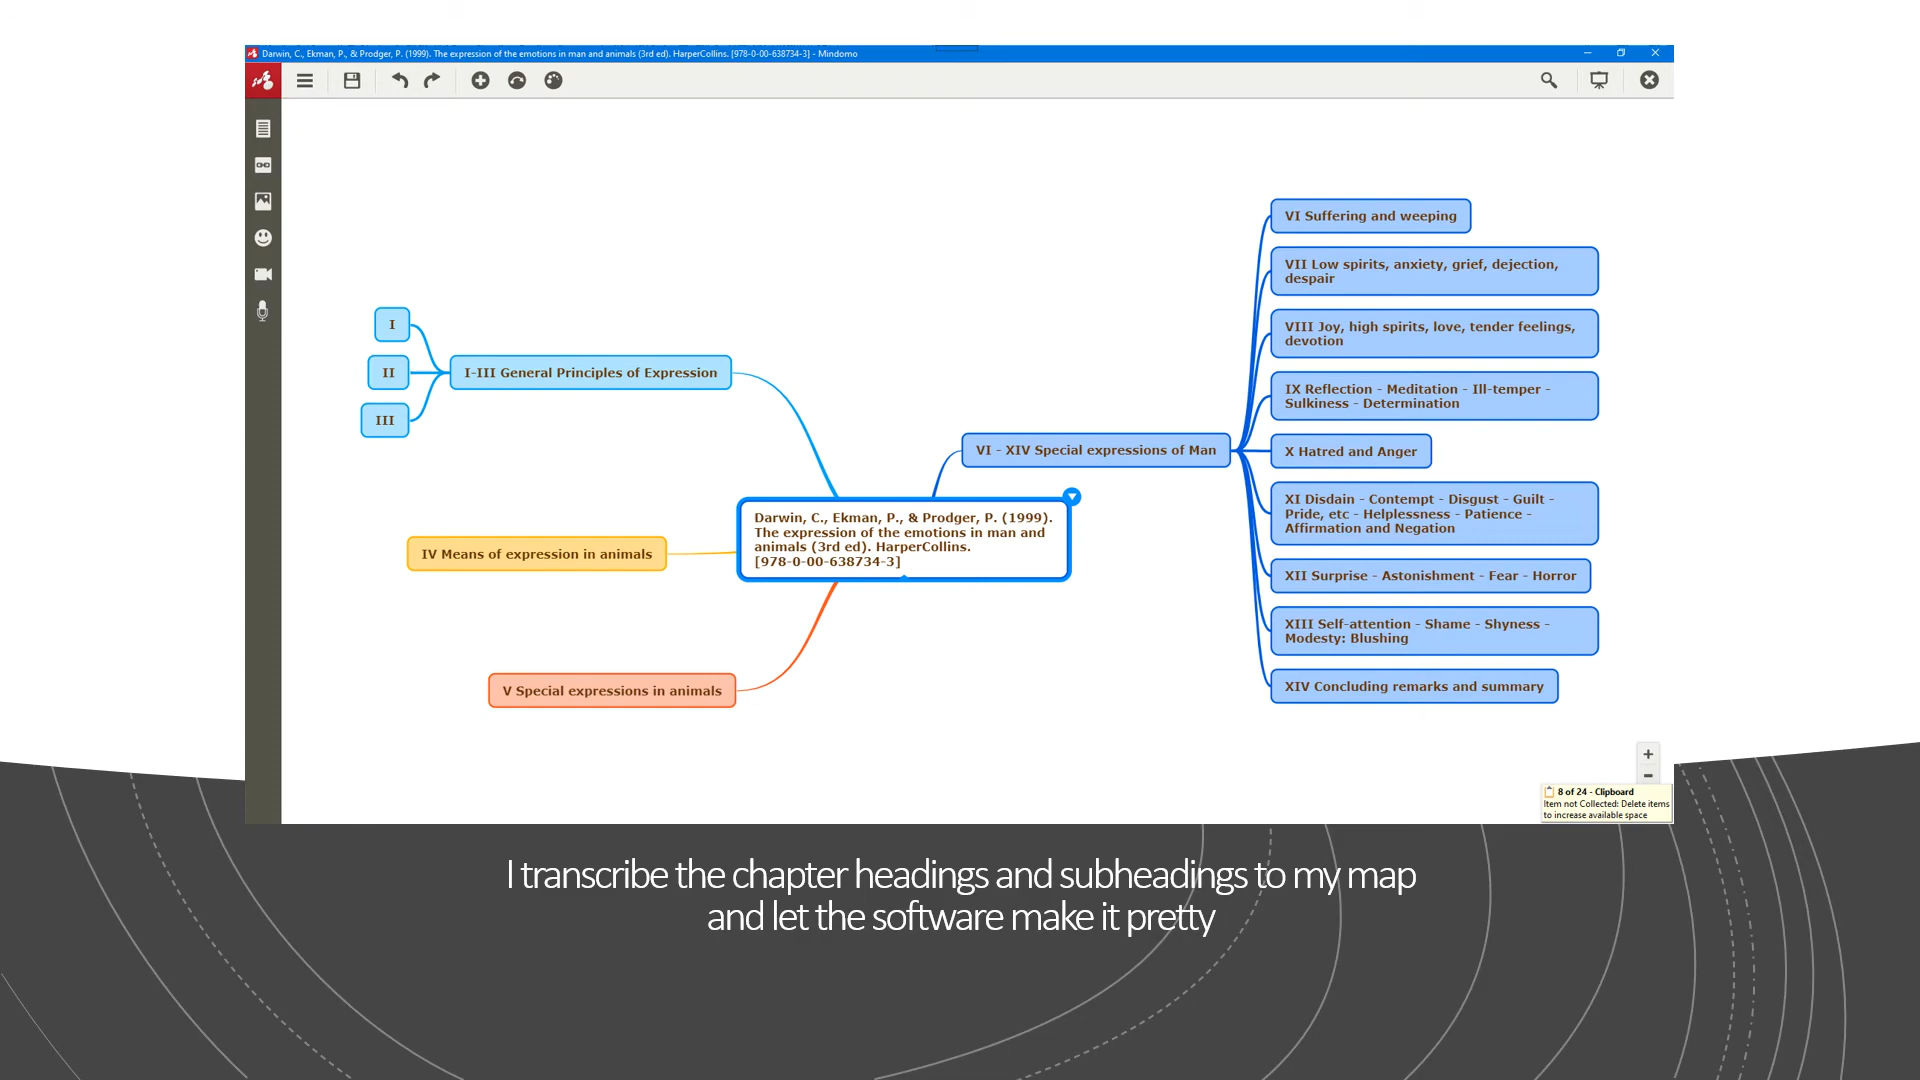 Darwin, C., Ekman, P., & Prodger, P. (1999). The expression of the emotions in man and animals (3rd ed). HarperCollins. [978-0-00-638734-3] - Mindomo
I
II
III
I-III General Principles of Expression
IV Means of expression in animals
V Special expressions in animals
Darwin, C., Ekman, P., & Prodger, P. (1999).
The expression of the emotions in man and
animals (3rd ed). HarperCollins.
[978-0-00-638734-3]
VI - XIV Special expressions of Man
VI Suffering and weeping
VII Low spirits, anxiety, grief, dejection,
despair
VIII Joy, high spirits, love, tender feelings,
devotion
IX Reflection - Meditation - Ill-temper -
Sulkiness - Determination
X Hatred and Anger
XI Disdain - Contempt - Disgust - Guilt -
Pride, etc - Helplessness - Patience -
Affirmation and Negation
XII Surprise - Astonishment - Fear - Horror
XIII Self-attention - Shame - Shyness -
Modesty: Blushing
XIV Concluding remarks and summary
8 of 24 - Clipboard
Item not Collected: Delete items
to increase available space
I transcribe the chapter headings and subheadings to my map
and let the software make it pretty